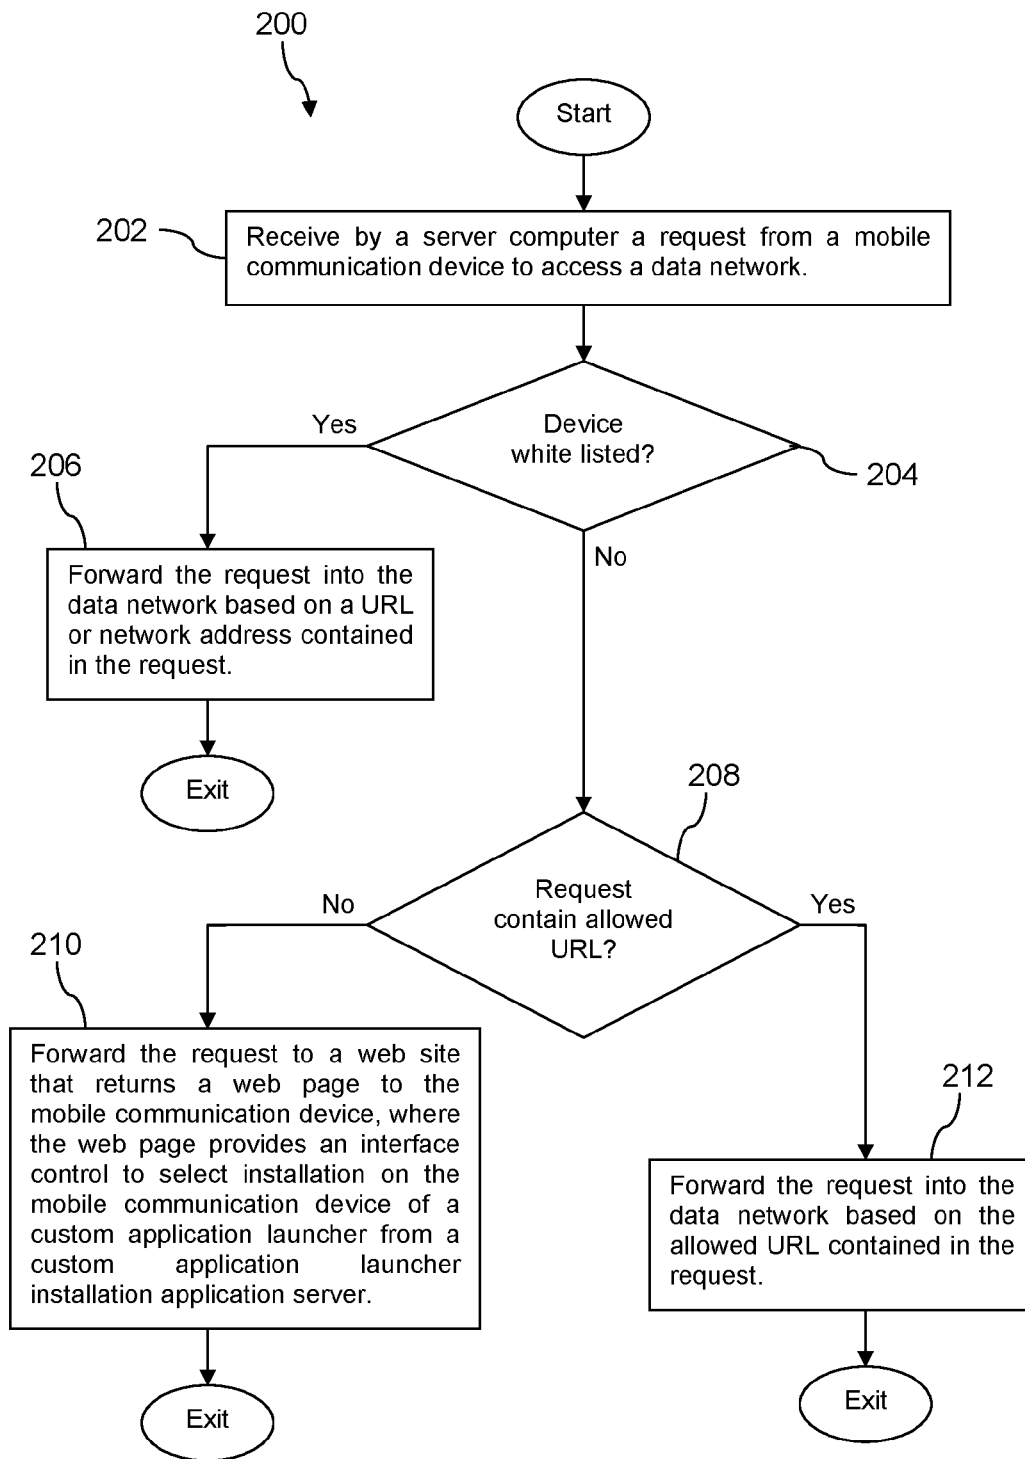 200
Start
202
Receive by a server computer a request from a mobile
communication device to access a data network.
Yes
Device
white listed?
204
206
No
Forward the request into the
data network based on a URL
or network address contained
in the request.
Exit
208
No
Request
contain allowed
URL?
Yes
210
Forward the request to a web site
that returns a web page to the
mobile communication device, where
the web page provides an interface
control to select installation on the
mobile communication device of a
custom application launcher from a
custom application launcher
installation application server.
212
Forward the request into the
data network based on the
allowed URL contained in the
request.
Exit
Exit